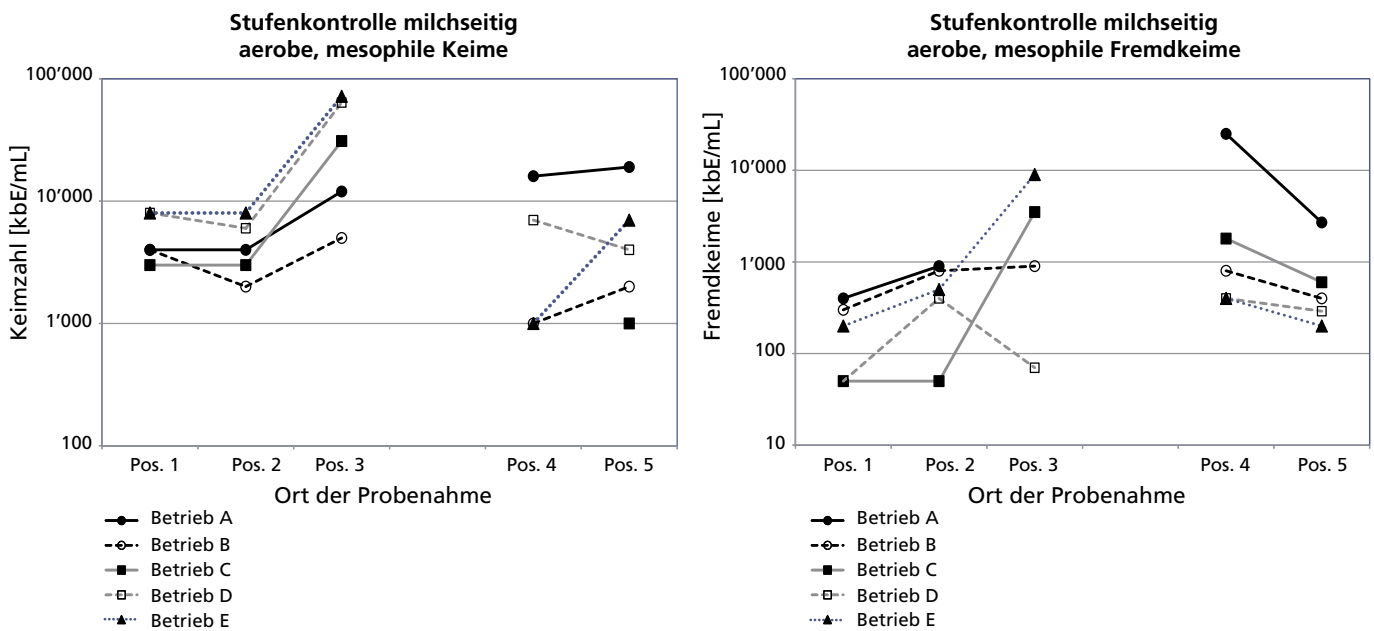 Stufenkontrolle milchseitig
aerobe, mesophile Keime
100’000
10’000
1’000
100
Keimzahl [kbE/mL]
Pos. 1
Pos. 2
Pos. 3
Pos. 4
Pos. 5
Ort der Probenahme
Betrieb A
Betrieb B
Betrieb C
Betrieb D
Betrieb E
Stufenkontrolle milchseitig
aerobe, mesophile Fremdkeime
100’000
10’000
1’000
100
10
Fremdkeime [kbE/mL]
Pos. 1
Pos. 2
Pos. 3
Pos. 4
Pos. 5
Ort der Probenahme
Betrieb A
Betrieb B
Betrieb C
Betrieb D
Betrieb E